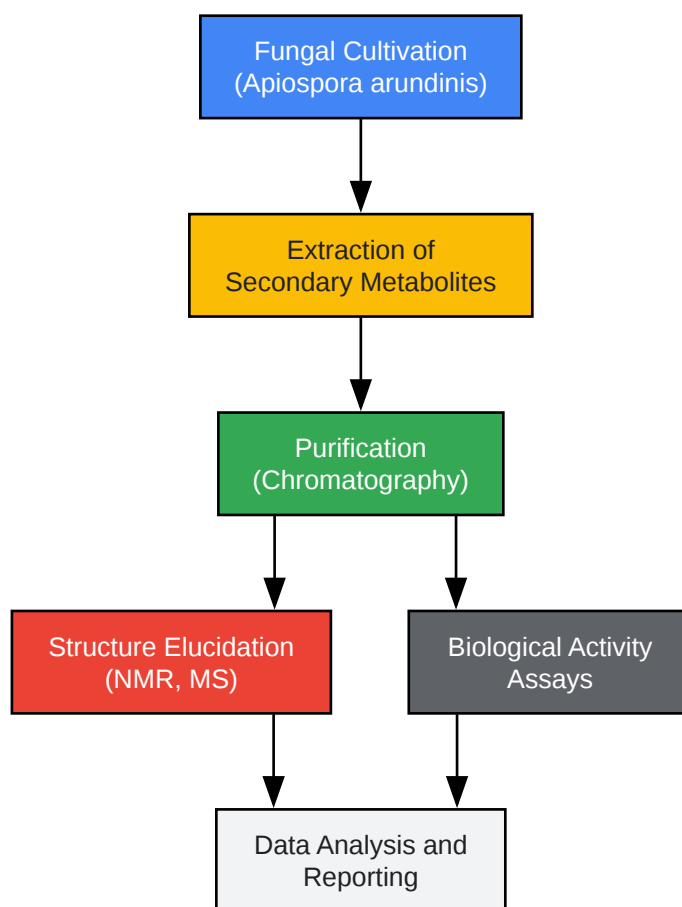 Fungal Cultivation
(Apiospora arundinis)
Extraction of
Secondary Metabolites
Purification
(Chromatography)
Structure Elucidation
(NMR, MS)
Biological Activity
Assays
Data Analysis and
Reporting